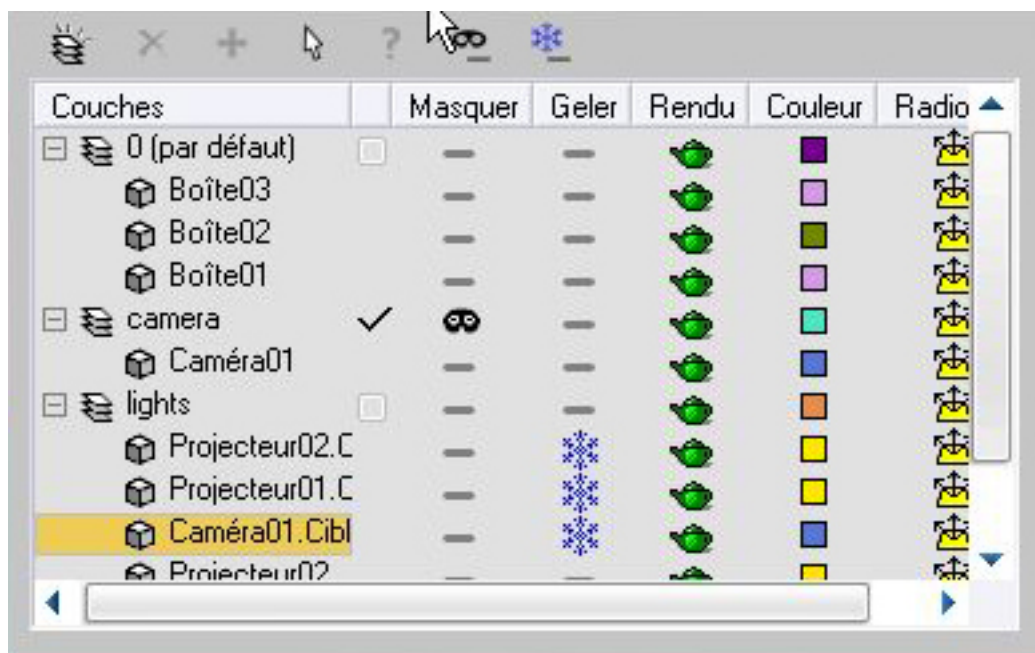 Couches Masquer Geler Rendu Couleur Radio
0 (par défaut)
Boîte03
Boîte02
Boîte01
camera
Caméra01
lights
Projecteur02.C
Projecteur01.C
Caméra01.Cibl
Projecteur02